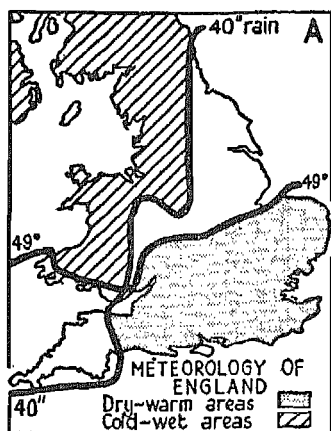 40" rain
A
49°
49°
METEOROLOGY OF
ENGLAND
40"
Dry-warm areas
Cold-wet areas